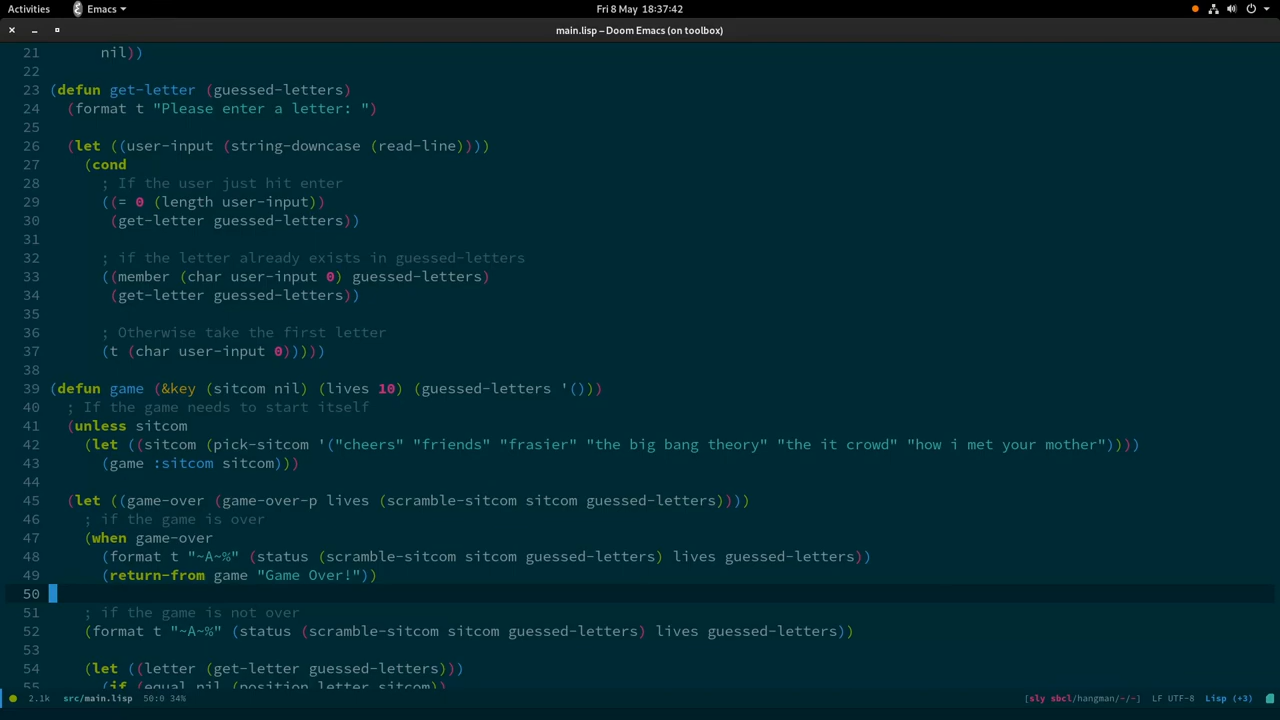 Activities Emacs Fri 8 May 18:37:42
main.lisp – Doom Emacs (on toolbox)
21 nil))
22
23 (defun get-letter (guessed-letters)
24 (format t "Please enter a letter: ")
25
26 (let ((user-input (string-downcase (read-line))))
27 (cond
28 ; If the user just hit enter
29 ((= 0 (length user-input))
30 (get-letter guessed-letters))
31
32 ; if the letter already exists in guessed-letters
33 ((member (char user-input 0) guessed-letters)
34 (get-letter guessed-letters))
35
36 ; Otherwise take the first letter
37 (t (char user-input 0)))))
38
39 (defun game (&key (sitcom nil) (lives 10) (guessed-letters '()))
40 ; If the game needs to start itself
41 (unless sitcom
42 (let ((sitcom (pick-sitcom '("cheers" "friends" "frasier" "the big bang theory" "the it crowd" "how i met your mother"))))
43 (game :sitcom sitcom)))
44
45 (let ((game-over (game-over-p lives (scramble-sitcom sitcom guessed-letters))))
46 ; if the game is over
47 (when game-over
48 (format t "~A~%" (status (scramble-sitcom sitcom guessed-letters) lives guessed-letters))
49 (return-from game "Game Over!"))
50
51 ; if the game is not over
52 (format t "~A~%" (status (scramble-sitcom sitcom guessed-letters) lives guessed-letters))
53
54 (let ((letter (get-letter guessed-letters)))
55 (if (equal nil (position letter sitcom))
2.1k src/main.lisp 50:0 34% [sly sbcl/hangman/-/-] LF UTF-8 Lisp (+3)